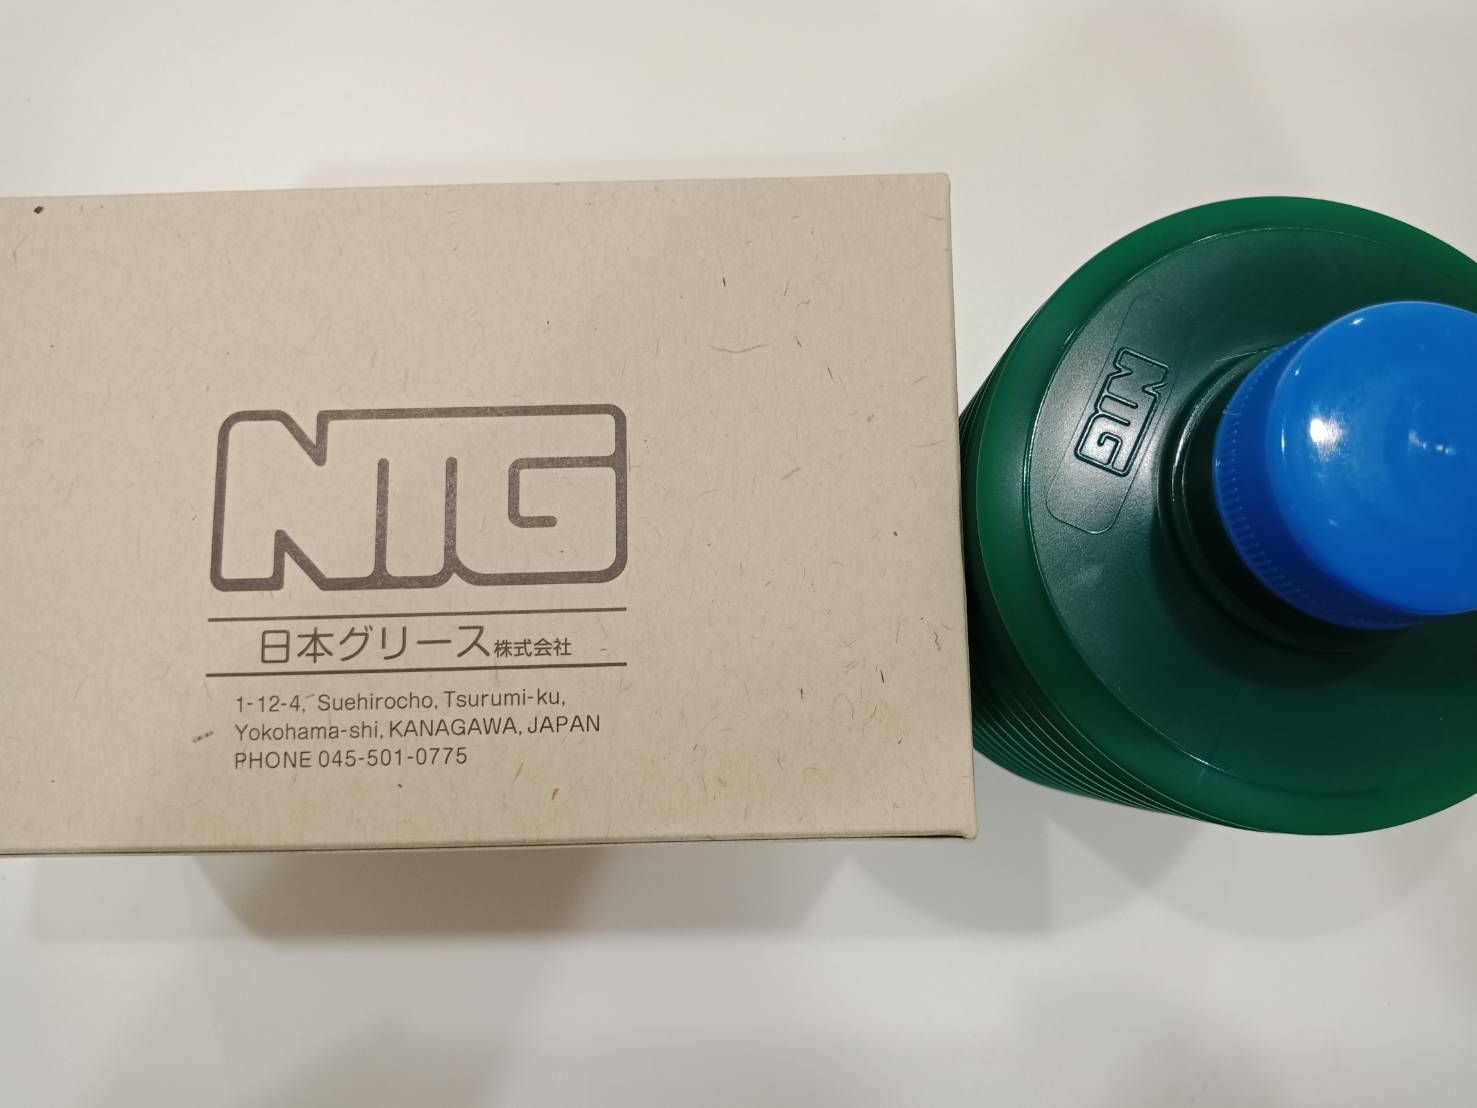 NTG
日本グリース株式会社
1-12-4, Suehirocho, Tsurumi-ku,
Yokohama-shi, KANAGAWA, JAPAN
PHONE 045-501-0775
NTG